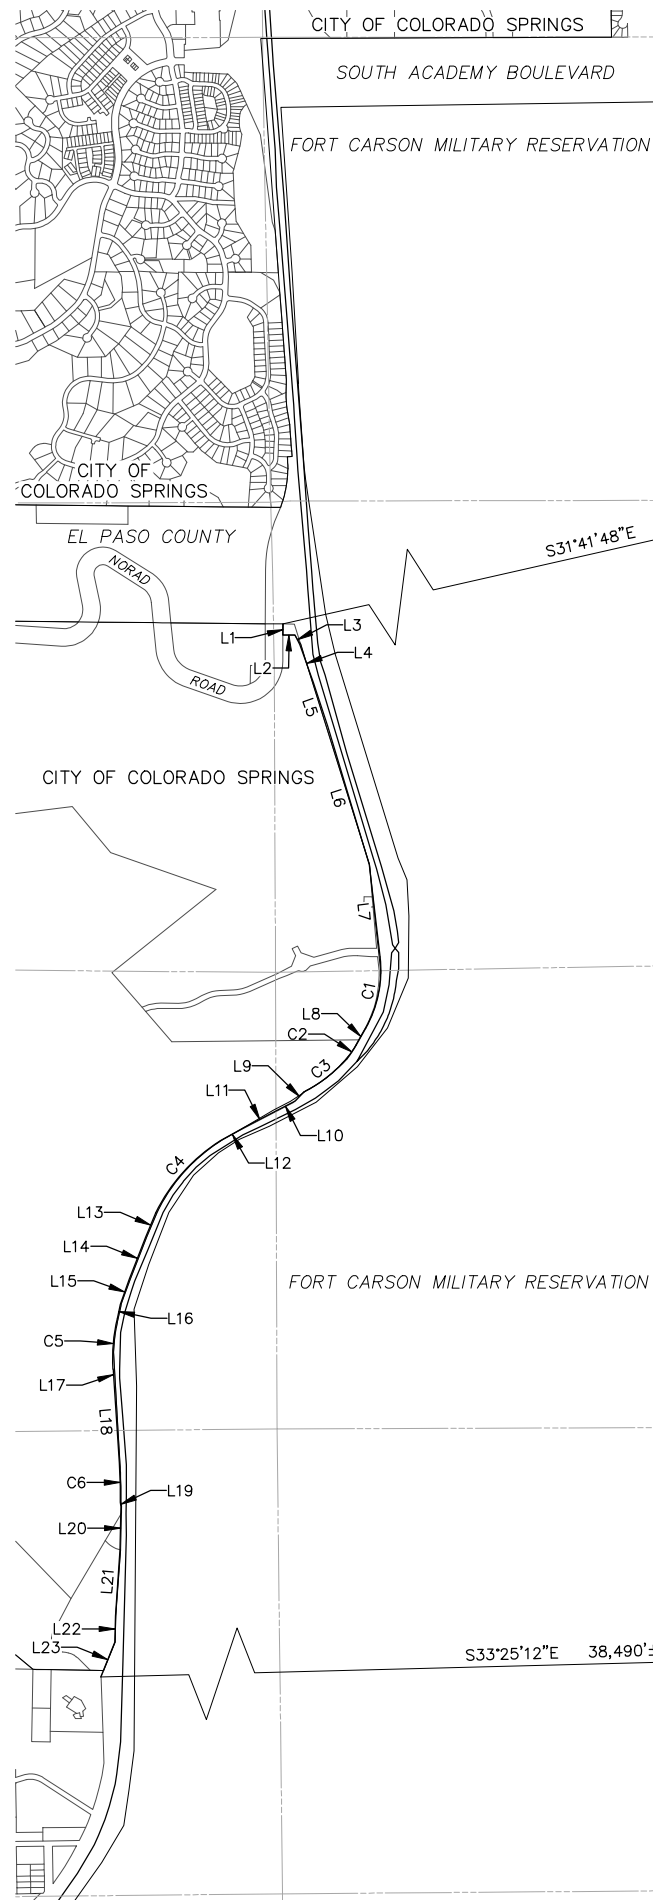 CITY OF COLORADO SPRINGS
SOUTH ACADEMY BOULEVARD
FORT CARSON MILITARY RESERVATION
CITY OF
COLORADO SPRINGS
EL PASO COUNTY
S31°41'48"E
NORAD
ROAD
L1
L2
L3
L4
L5
CITY OF COLORADO SPRINGS
L6
L7
C1
L8
C2
C3
L9
L10
L11
L12
C4
L13
L14
L15
FORT CARSON MILITARY RESERVATION
L16
C5
L17
L18
C6
L19
L20
L21
L22
L23
S33°25'12"E 38,490'±